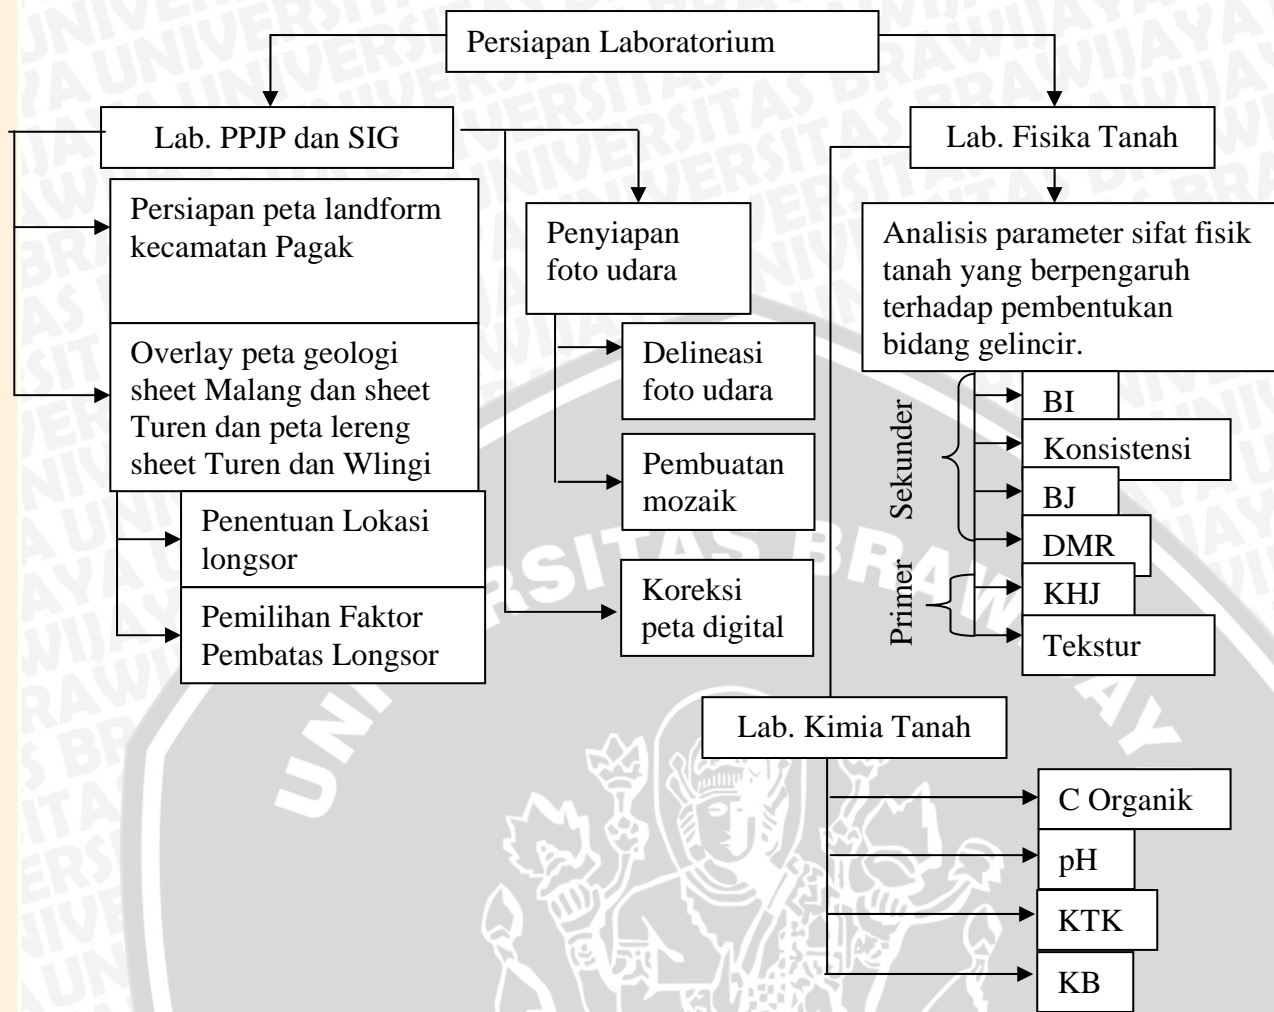 Persiapan Laboratorium
Lab. PPJP dan SIG
Lab. Fisika Tanah
Persiapan peta landform
kecamatan Pagak
Penyiapan
foto udara
Analisis parameter sifat fisik
tanah yang berpengaruh
terhadap pembentukan
bidang gelincir.
Overlay peta geologi
sheet Malang dan sheet
Turen dan peta lereng
sheet Turen dan Wlingi
Delineasi
foto udara
Pembuatan
mozaik
Penentuan Lokasi
longsor
Pemilihan Faktor
Pembatas Longsor
Koreksi
peta digital
Sekunder
BI
Konsistensi
BJ
DMR
Primer
KHJ
Tekstur
Lab. Kimia Tanah
C Organik
pH
KTK
KB
UNIVERSITAS BRAWIJAYA